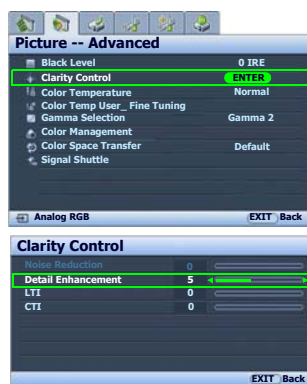 Picture -- Advanced
Black Level 0 IRE
Clarity Control ENTER
Color Temperature Normal
Color Temp User_ Fine Tuning
Gamma Selection Gamma 2
Color Management
Color Space Transfer Default
Signal Shuttle
Analog RGB EXIT Back
Clarity Control
Noise Reduction 0
Detail Enhancement 5
LTI 0
CTI 0
EXIT Back